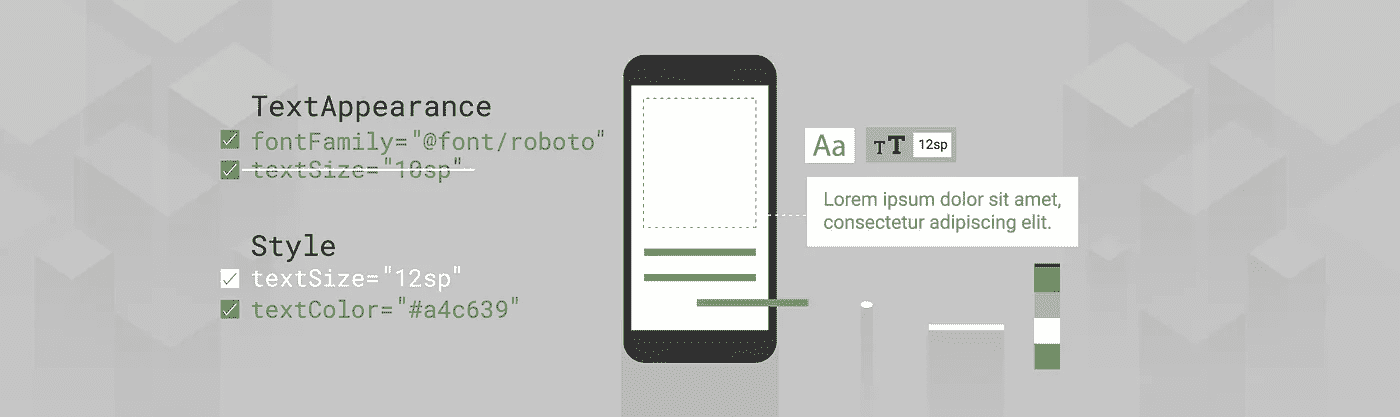 TextAppearance
fontFamily="@font/roboto"
textSize="10sp"
Style
textSize="12sp"
textColor="#a4c639"
Aa
TT 12sp
Lorem ipsum dolor sit amet,
consectetur adipiscing elit.